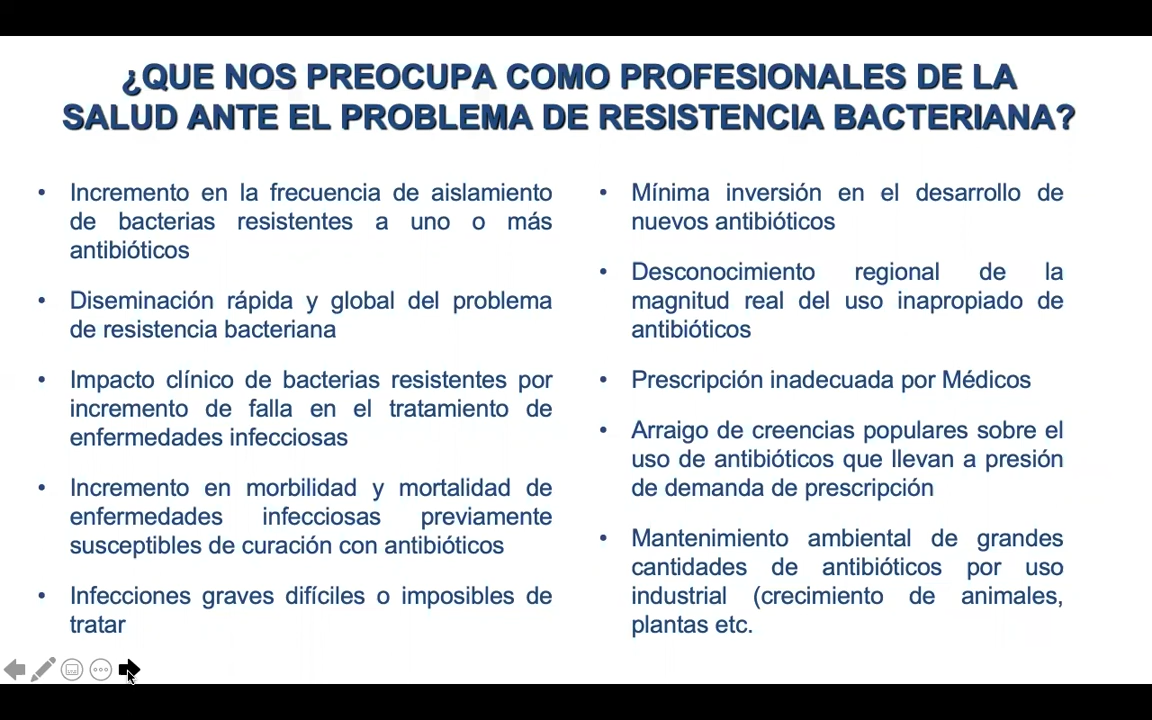 ¿QUE NOS PREOCUPA COMO PROFESIONALES DE LA
SALUD ANTE EL PROBLEMA DE RESISTENCIA BACTERIANA?
• Incremento en la frecuencia de aislamiento
de bacterias resistentes a uno o más
antibióticos
• Diseminación rápida y global del problema
de resistencia bacteriana
• Impacto clínico de bacterias resistentes por
incremento de falla en el tratamiento de
enfermedades infecciosas
• Incremento en morbilidad y mortalidad de
enfermedades infecciosas previamente
susceptibles de curación con antibióticos
• Infecciones graves difíciles o imposibles de
tratar
• Mínima inversión en el desarrollo de
nuevos antibióticos
• Desconocimiento regional de la
magnitud real del uso inapropiado de
antibióticos
• Prescripción inadecuada por Médicos
• Arraigo de creencias populares sobre el
uso de antibióticos que llevan a presión
de demanda de prescripción
• Mantenimiento ambiental de grandes
cantidades de antibióticos por uso
industrial (crecimiento de animales,
plantas etc.